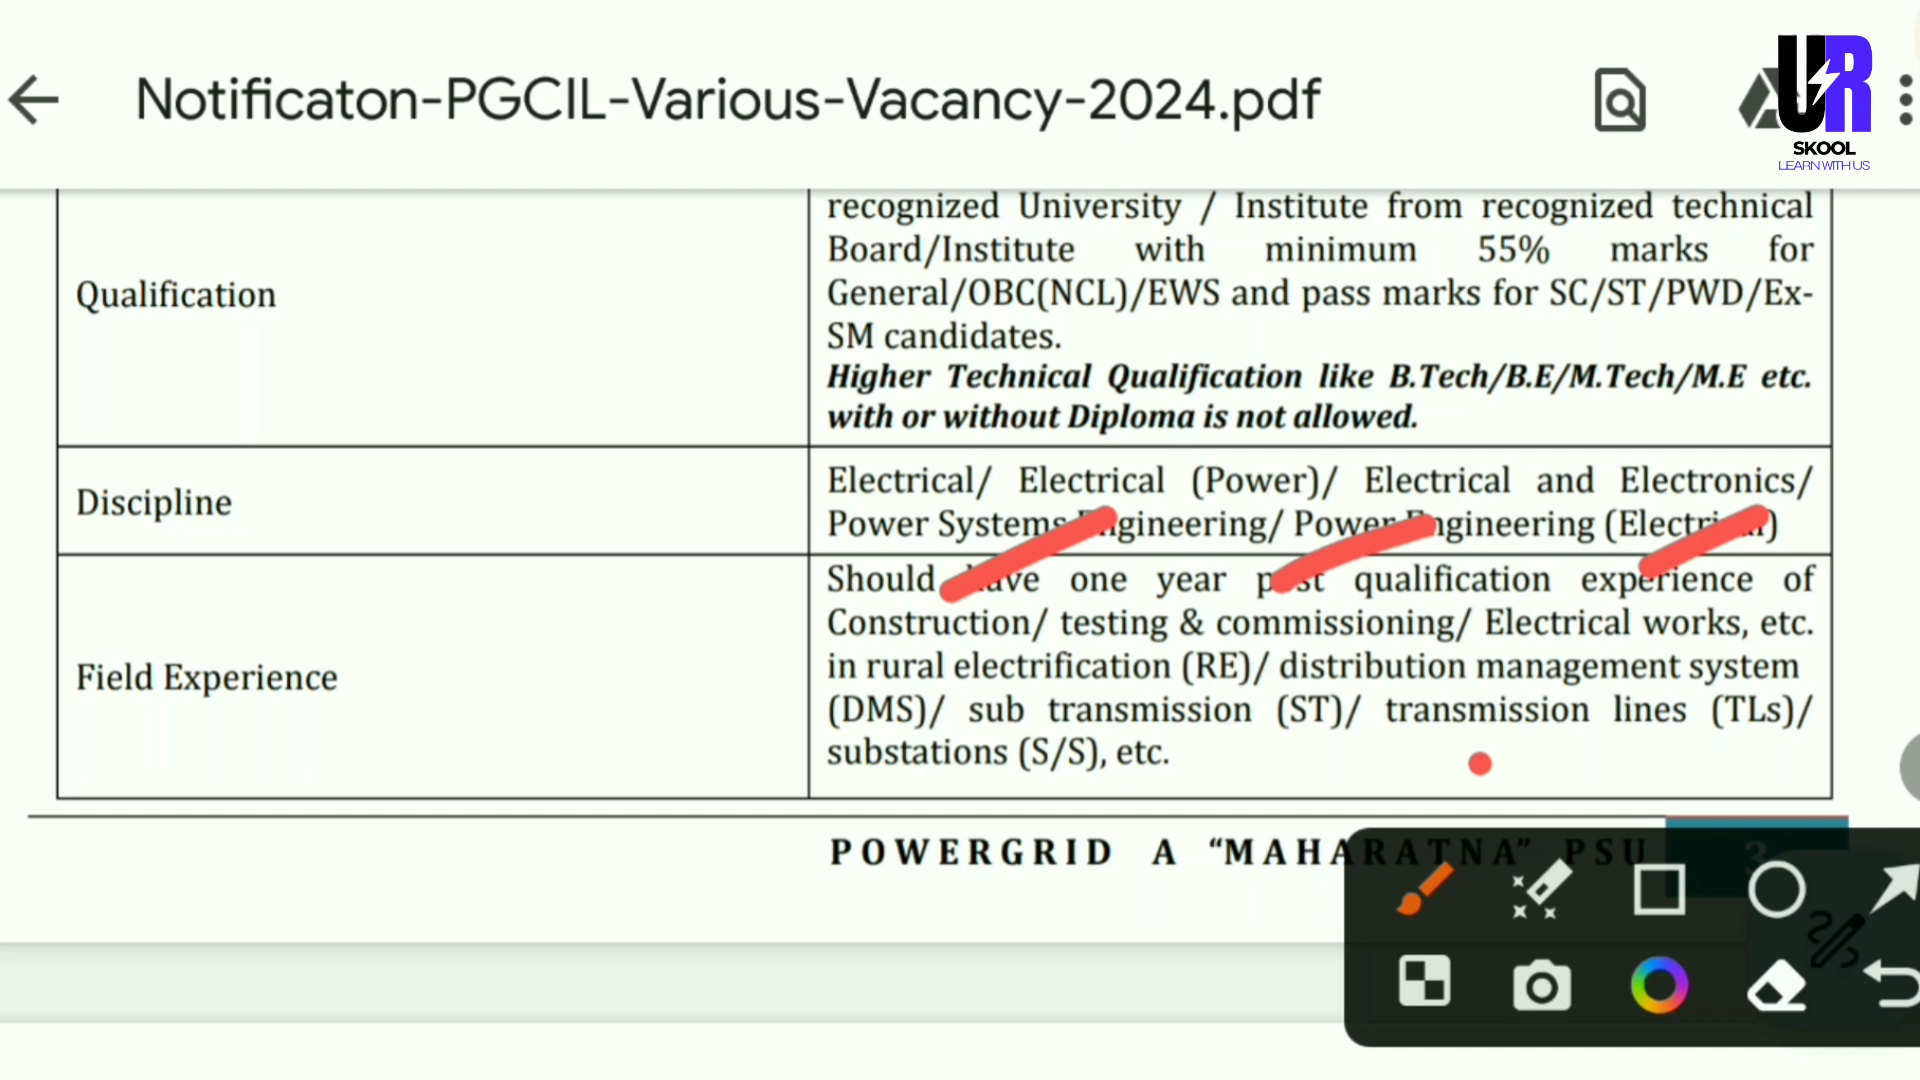 Notificaton-PGCIL-Various-Vacancy-2024.pdf
UR
SKOOL
LEARN WITH US
Qualification
recognized University / Institute from recognized technical
Board/Institute with minimum 55% marks for
General/OBC(NCL)/EWS and pass marks for SC/ST/PWD/Ex-
SM candidates.
Higher Technical Qualification like B.Tech/B.E/M.Tech/M.E etc.
with or without Diploma is not allowed.
Discipline
Electrical/ Electrical (Power)/ Electrical and Electronics/
Power Systems Engineering/ Power Engineering (Electrical)
Field Experience
Should have one year post qualification experience of
Construction/ testing & commissioning/ Electrical works, etc.
in rural electrification (RE)/ distribution management system
(DMS)/ sub transmission (ST)/ transmission lines (TLs)/
substations (S/S), etc.
POWERGRID A “MAHARATNA” PSU
3